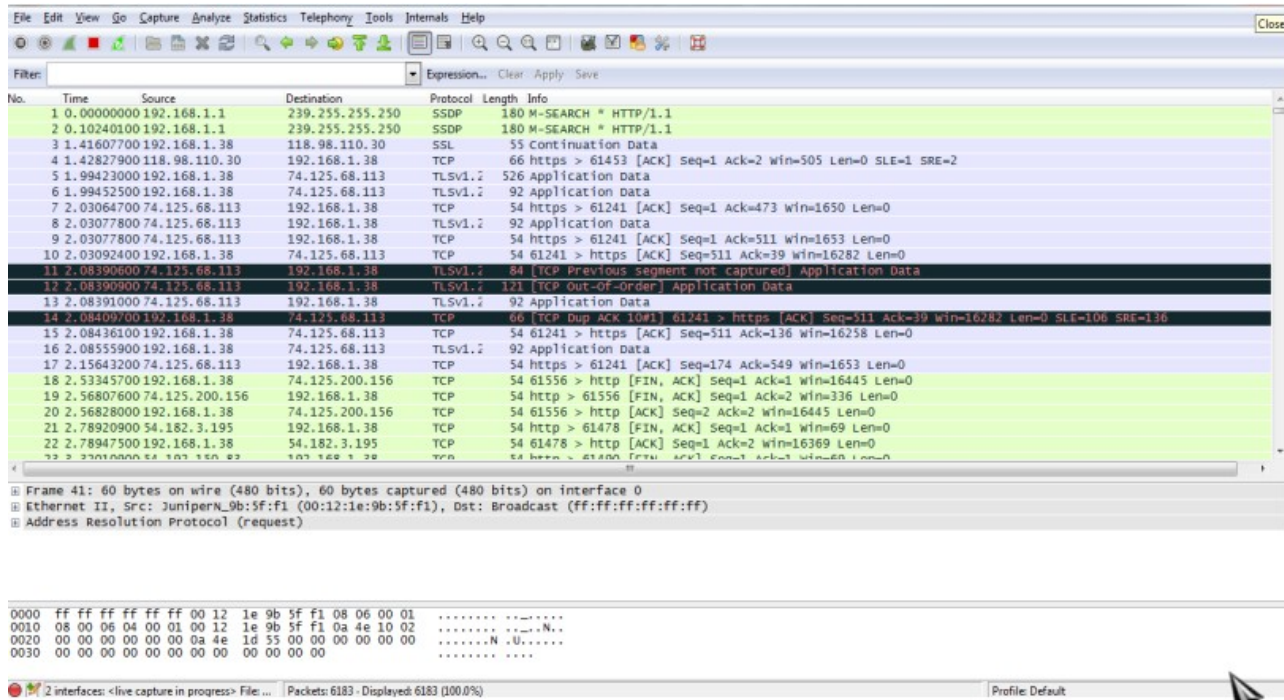 File Edit View Go Capture Analyze Statistics Telephony Tools Internals Help
Close
Filter: Expression... Clear Apply Save
No. Time Source Destination Protocol Length Info
1 0.00000000 192.168.1.1 239.255.255.250 SSDP 180 M-SEARCH * HTTP/1.1
2 0.10240100 192.168.1.1 239.255.255.250 SSDP 180 M-SEARCH * HTTP/1.1
3 1.41607700 192.168.1.38 118.98.110.30 SSL 55 Continuation Data
4 1.42827900 118.98.110.30 192.168.1.38 TCP 66 https > 61453 [ACK] Seq=1 Ack=2 Win=505 Len=0 SLE=1 SRE=2
5 1.99423000 192.168.1.38 74.125.68.113 TLSv1.2 526 Application Data
6 1.99452500 192.168.1.38 74.125.68.113 TLSv1.2 92 Application Data
7 2.03064700 74.125.68.113 192.168.1.38 TCP 54 https > 61241 [ACK] Seq=1 Ack=473 Win=1650 Len=0
8 2.03077800 74.125.68.113 192.168.1.38 TLSv1.2 92 Application Data
9 2.03077800 74.125.68.113 192.168.1.38 TCP 54 https > 61241 [ACK] Seq=1 Ack=511 Win=1653 Len=0
10 2.03092400 192.168.1.38 74.125.68.113 TCP 54 61241 > https [ACK] Seq=511 Ack=39 Win=16282 Len=0
11 2.08390600 74.125.68.113 192.168.1.38 TLSv1.2 84 [TCP Previous segment not captured] Application Data
12 2.08390900 74.125.68.113 192.168.1.38 TLSv1.2 121 [TCP Out-Of-Order] Application Data
13 2.08391000 74.125.68.113 192.168.1.38 TLSv1.2 92 Application Data
14 2.08409700 192.168.1.38 74.125.68.113 TCP 66 [TCP Dup ACK 10#1] 61241 > https [ACK] Seq=511 Ack=39 Win=16282 Len=0 SLE=106 SRE=136
15 2.08436100 192.168.1.38 74.125.68.113 TCP 54 61241 > https [ACK] Seq=511 Ack=136 Win=16258 Len=0
16 2.08555900 192.168.1.38 74.125.68.113 TLSv1.2 92 Application Data
17 2.15643200 74.125.68.113 192.168.1.38 TCP 54 https > 61241 [ACK] Seq=174 Ack=549 Win=1653 Len=0
18 2.53345700 192.168.1.38 74.125.200.156 TCP 54 61556 > http [FIN, ACK] Seq=1 Ack=1 Win=16445 Len=0
19 2.56807600 74.125.200.156 192.168.1.38 TCP 54 http > 61556 [FIN, ACK] Seq=1 Ack=2 Win=336 Len=0
20 2.56828000 192.168.1.38 74.125.200.156 TCP 54 61556 > http [ACK] Seq=2 Ack=2 Win=16445 Len=0
21 2.78920900 54.182.3.195 192.168.1.38 TCP 54 http > 61478 [FIN, ACK] Seq=1 Ack=1 Win=69 Len=0
22 2.78947500 192.168.1.38 54.182.3.195 TCP 54 61478 > http [ACK] Seq=1 Ack=2 Win=16369 Len=0
Frame 41: 60 bytes on wire (480 bits), 60 bytes captured (480 bits) on interface 0
Ethernet II, Src: JuniperN_9b:5f:f1 (00:12:1e:9b:5f:f1), Dst: Broadcast (ff:ff:ff:ff:ff:ff)
Address Resolution Protocol (request)
0000 ff ff ff ff ff ff 00 12 1e 9b 5f f1 08 06 00 01 ........ .._.....
0010 08 00 06 04 00 01 00 12 1e 9b 5f f1 0a 4e 10 02 ........ .._..N..
0020 00 00 00 00 00 00 0a 4e 1d 55 00 00 00 00 00 00 .......N .U......
0030 00 00 00 00 00 00 00 00 00 00 00 00 ........ ....
2 interfaces: <live capture in progress> File: ... Packets: 6183 - Displayed: 6183 (100.0%) Profile: Default